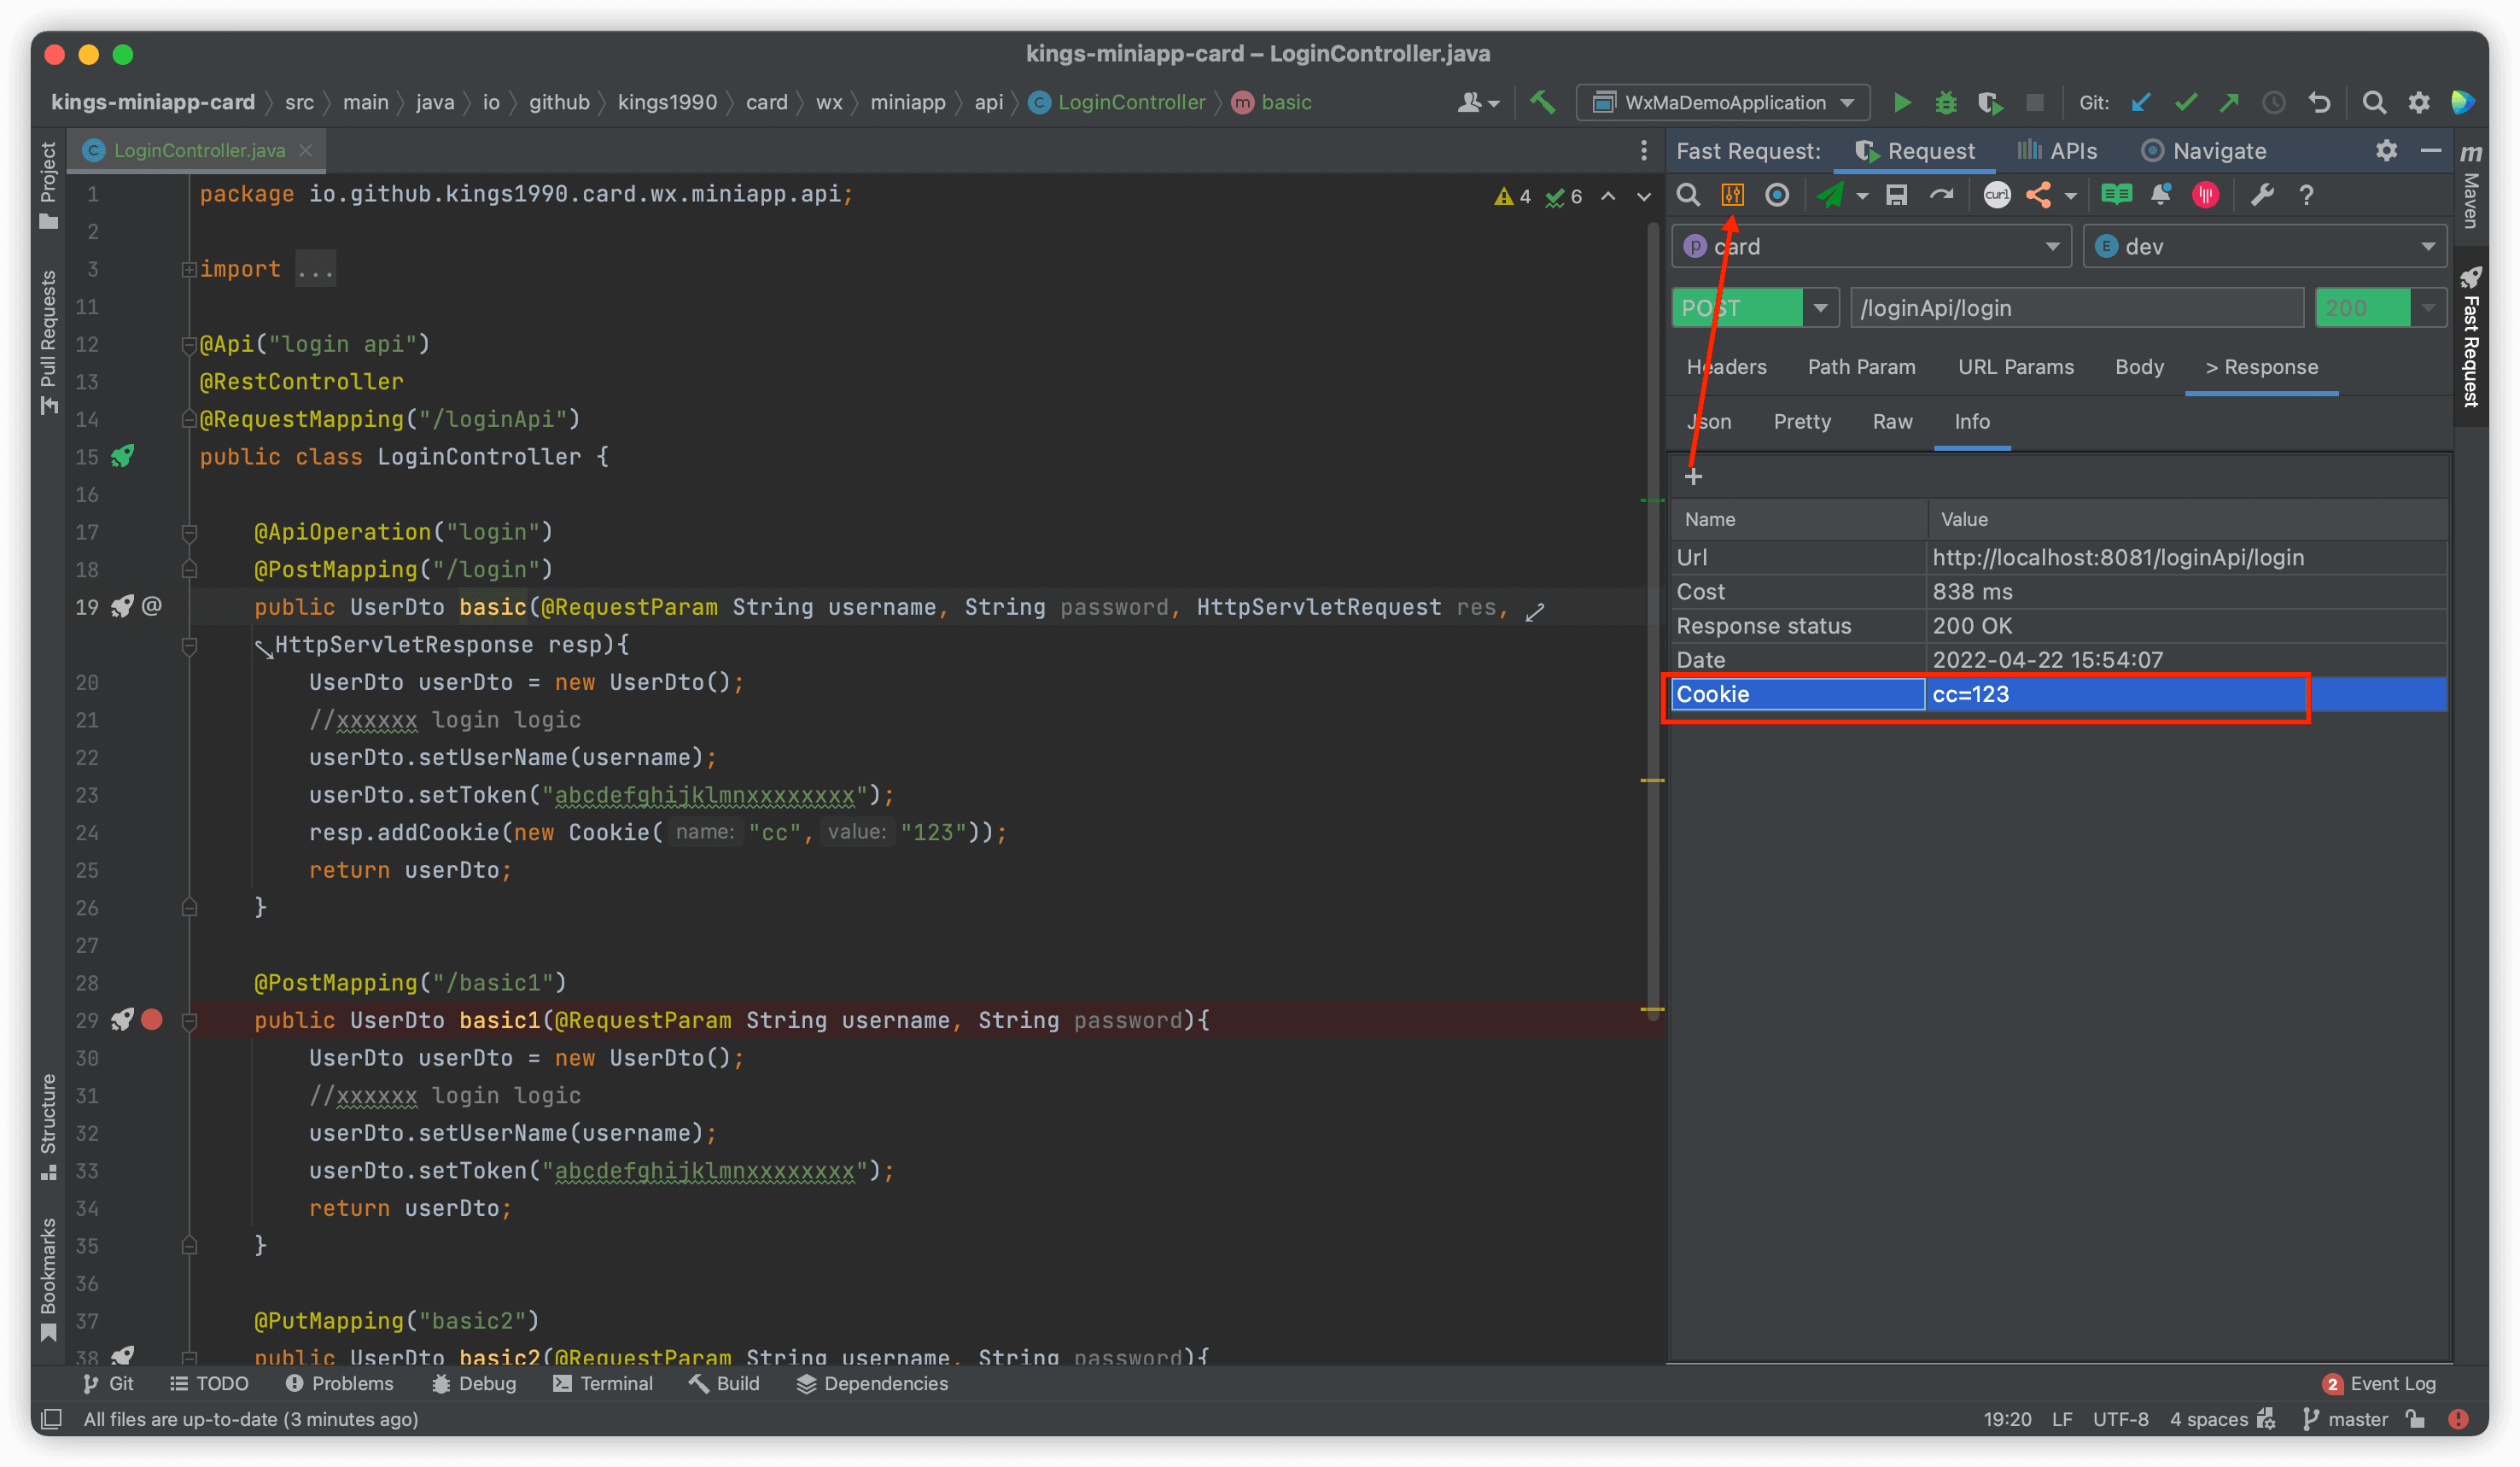 kings-miniapp-card – LoginController.java
kings-miniapp-card src main java io github kings1990 card wx miniapp api C LoginController m basic
WxMaDemoApplication
Git:
Project
Pull Requests
Structure
Bookmarks
C LoginController.java
4 6
1 package io.github.kings1990.card.wx.miniapp.api;
2
3 import ...
11
12 @Api("login api")
13 @RestController
14 @RequestMapping("/loginApi")
15 public class LoginController {
16
17 @ApiOperation("login")
18 @PostMapping("/login")
19 @ public UserDto basic(@RequestParam String username, String password, HttpServletRequest res,
HttpServletResponse resp){
20 UserDto userDto = new UserDto();
21 //xxxxxx login logic
22 userDto.setUserName(username);
23 userDto.setToken("abcdefghijklmnxxxxxxxx");
24 resp.addCookie(new Cookie( name: "cc", value: "123"));
25 return userDto;
26 }
27
28 @PostMapping("/basic1")
29 public UserDto basic1(@RequestParam String username, String password){
30 UserDto userDto = new UserDto();
31 //xxxxxx login logic
32 userDto.setUserName(username);
33 userDto.setToken("abcdefghijklmnxxxxxxxx");
34 return userDto;
35 }
36
37 @PutMapping("basic2")
38 public UserDto basic2(@RequestParam String username, String password){
Fast Request: Request APIs Navigate
curl
?
p card
E dev
POST /loginApi/login 200
Headers Path Param URL Params Body > Response
Json Pretty Raw Info
+
Name Value
Url http://localhost:8081/loginApi/login
Cost 838 ms
Response status 200 OK
Date 2022-04-22 15:54:07
Cookie cc=123
m Maven
Fast Request
Git TODO Problems Debug Terminal Build Dependencies
2 Event Log
All files are up-to-date (3 minutes ago)
19:20 LF UTF-8 4 spaces master